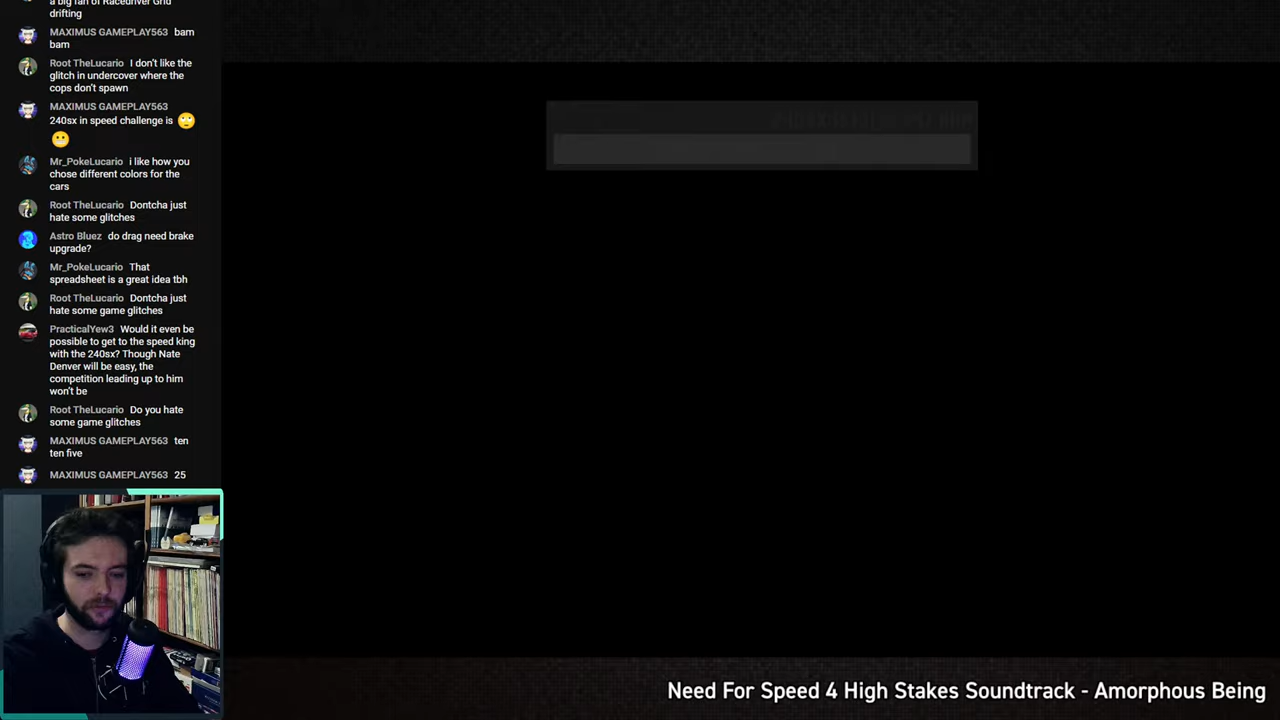 a big fan of Racedriver Grid
drifting
MAXIMUS GAMEPLAY563 bam
bam
Root TheLucario I don't like the
glitch in undercover where the
cops don't spawn
MAXIMUS GAMEPLAY563
240sx in speed challenge is 🙄
😬
Mr_PokeLucario i like how you
chose different colors for the
cars
Root TheLucario Dontcha just
hate some glitches
Astro Bluez do drag need brake
upgrade?
Mr_PokeLucario That
spreadsheet is a great idea tbh
Root TheLucario Dontcha just
hate some game glitches
PracticalYew3 Would it even be
possible to get to the speed king
with the 240sx? Though Nate
Denver will be easy, the
competition leading up to him
won't be
Root TheLucario Do you hate
some game glitches
MAXIMUS GAMEPLAY563 ten
ten five
MAXIMUS GAMEPLAY563 25
Need For Speed 4 High Stakes Soundtrack - Amorphous Being